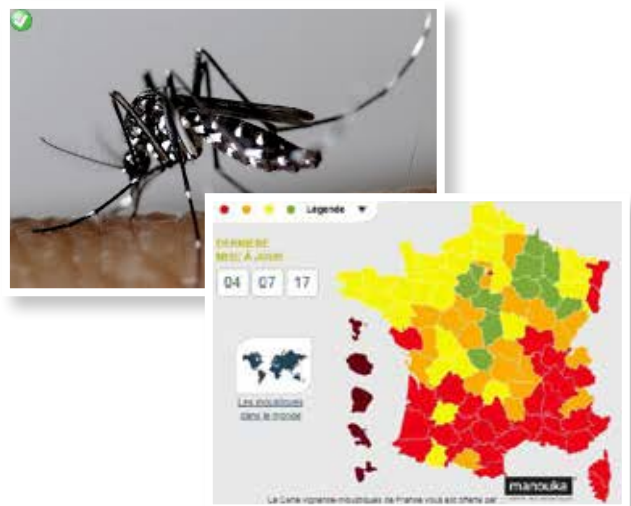 Légende
DERNIÈRE
MISE À JOUR
04 07 17
Les moustiques
dans le monde
manouka
La Carte vigilance-moustiques de France vous est offerte par